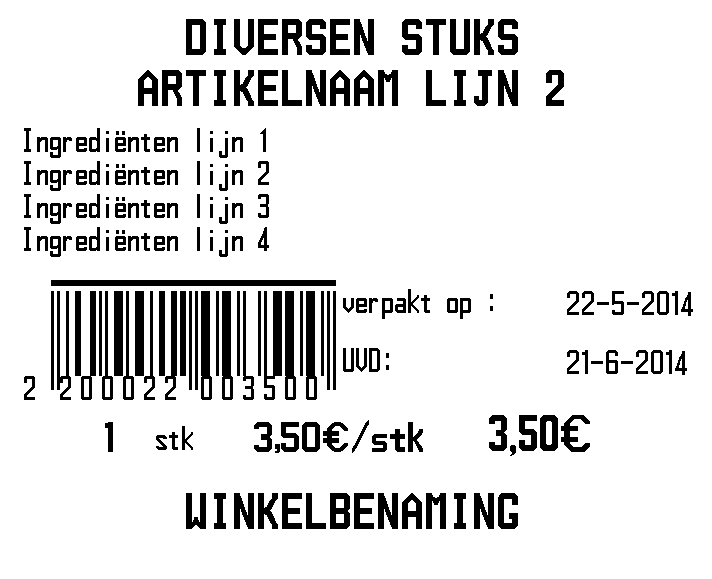 DIVERSEN STUKS
ARTIKELNAAM LIJN 2
Ingrediënten lijn 1
Ingrediënten lijn 2
Ingrediënten lijn 3
Ingrediënten lijn 4
verpakt op : 22-5-2014
UVD: 21-6-2014
2 200022 003500
1 stk 3,50€/stk 3,50€
WINKELBENAMING